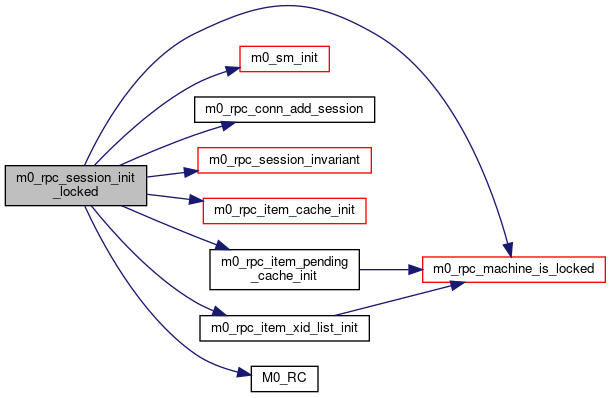 m0_rpc_session_init
_locked
m0_sm_init
m0_rpc_conn_add_session
m0_rpc_session_invariant
m0_rpc_item_cache_init
m0_rpc_item_pending
_cache_init
m0_rpc_machine_is_locked
m0_rpc_item_xid_list_init
M0_RC